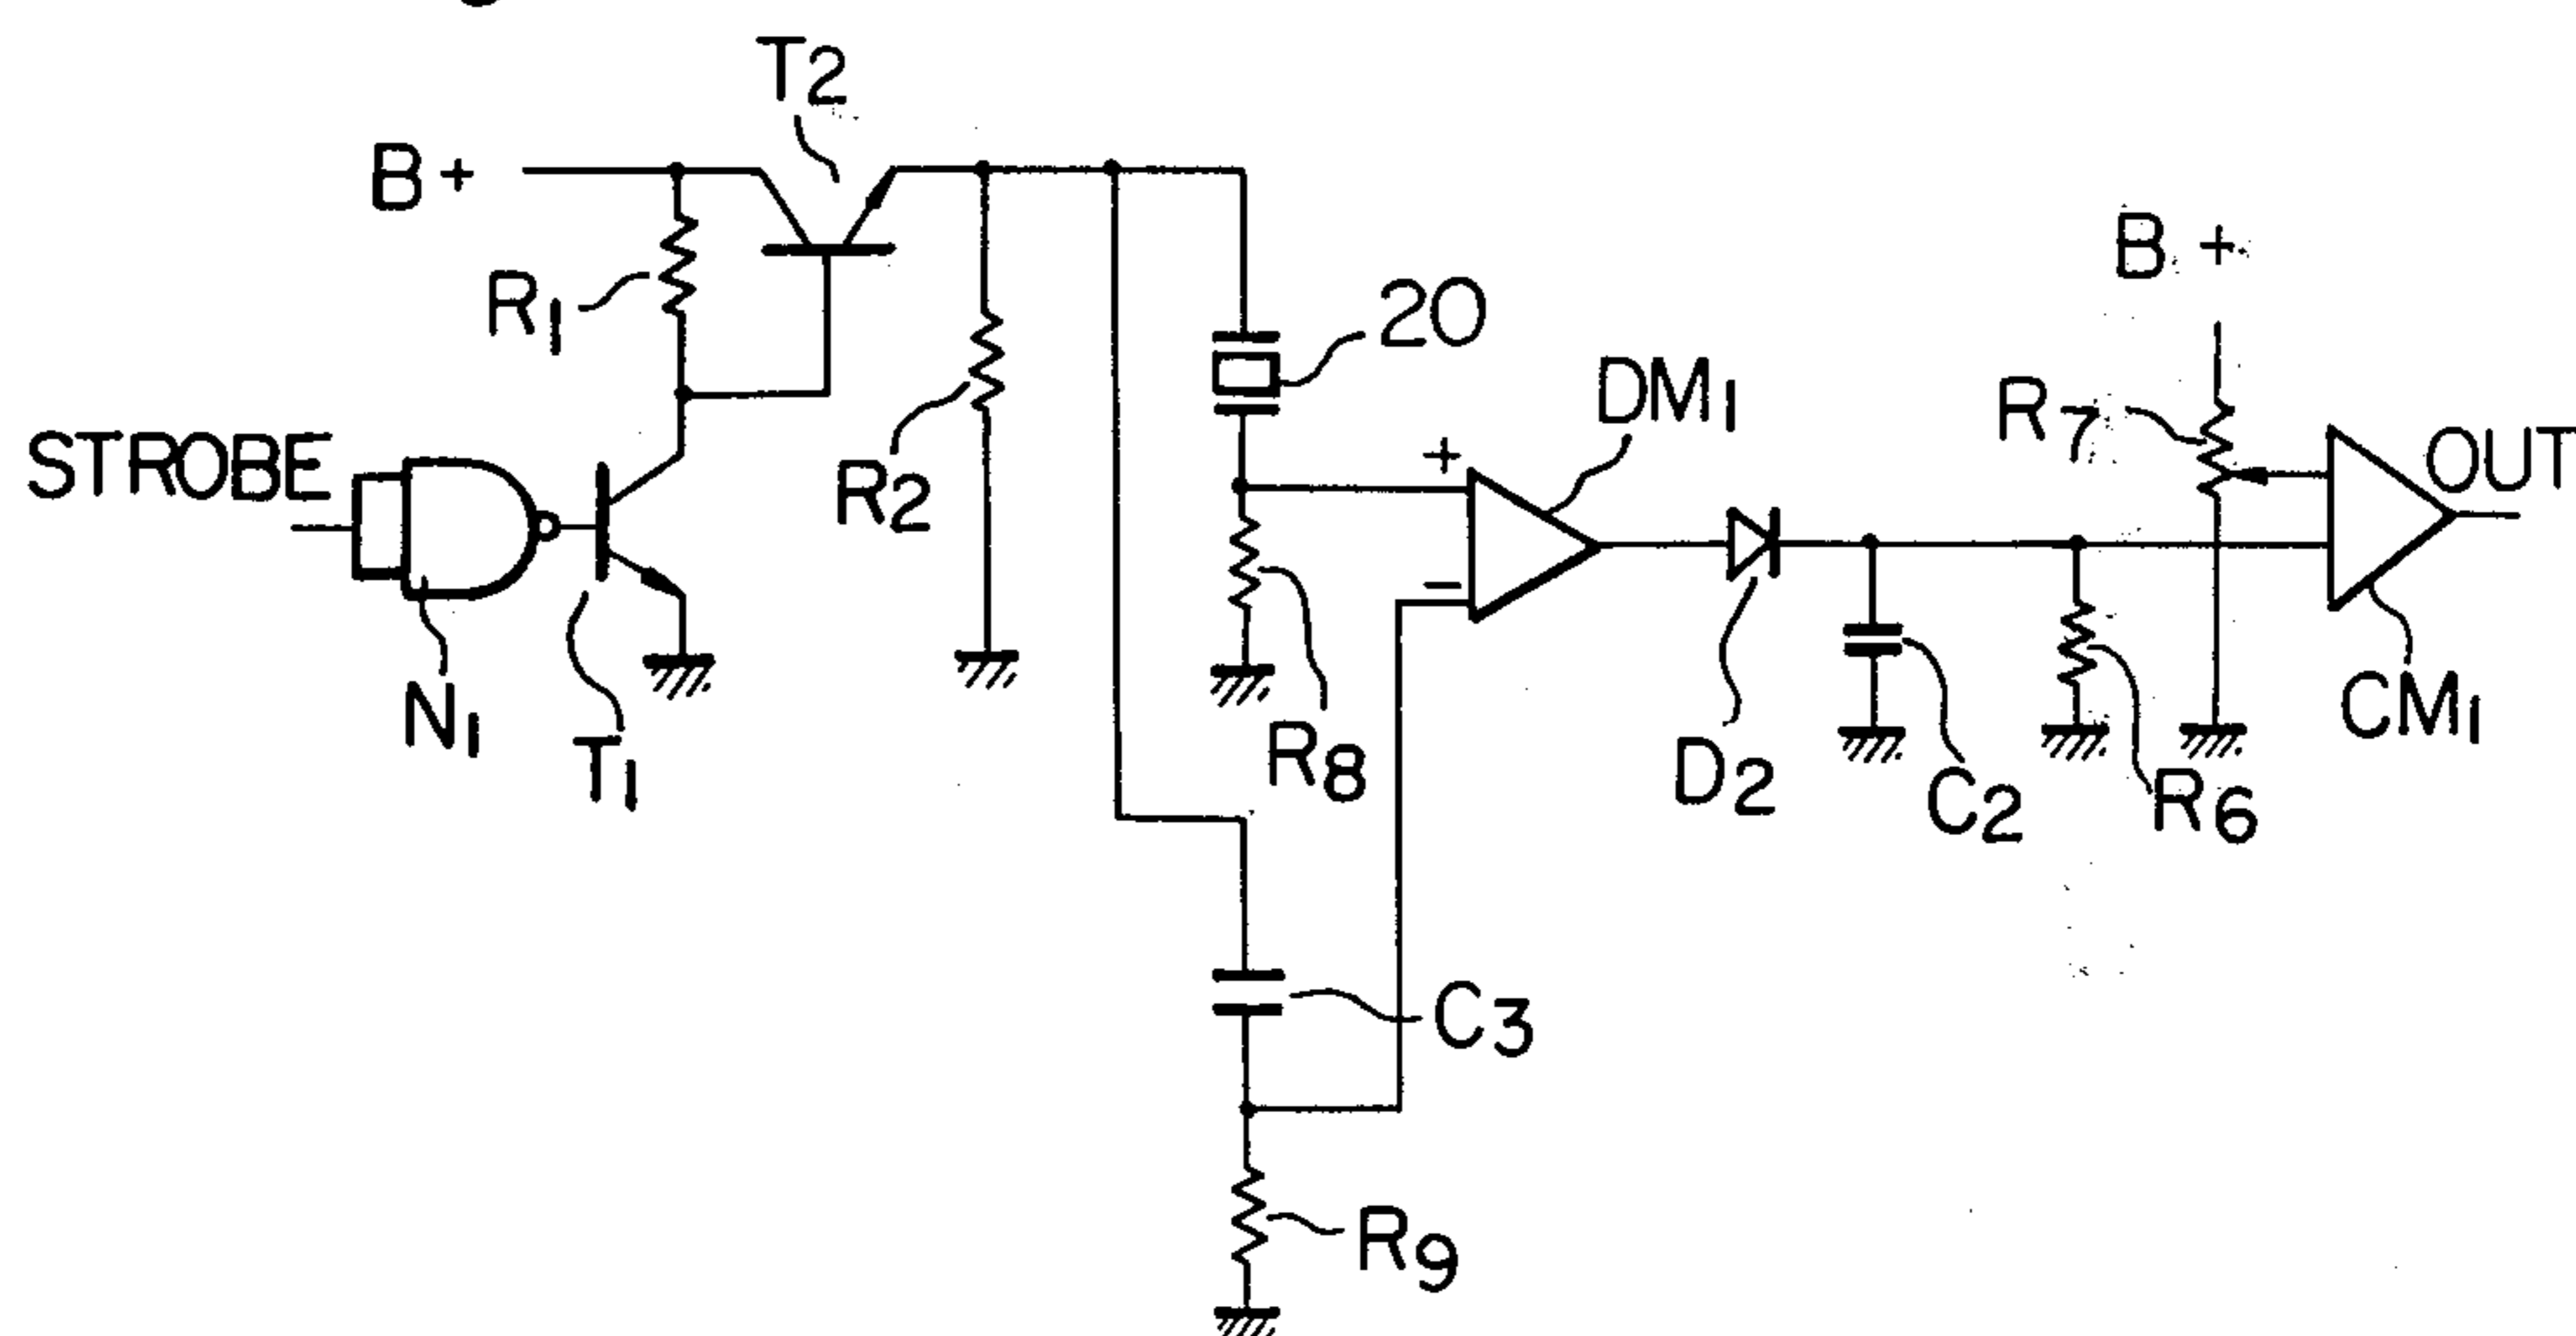 T2
B+
B+
R1
20
DM1
R7
STROBE
OUT
+
R2
−
N1
T1
R8
D2
C2
R6
CM1
C3
R9